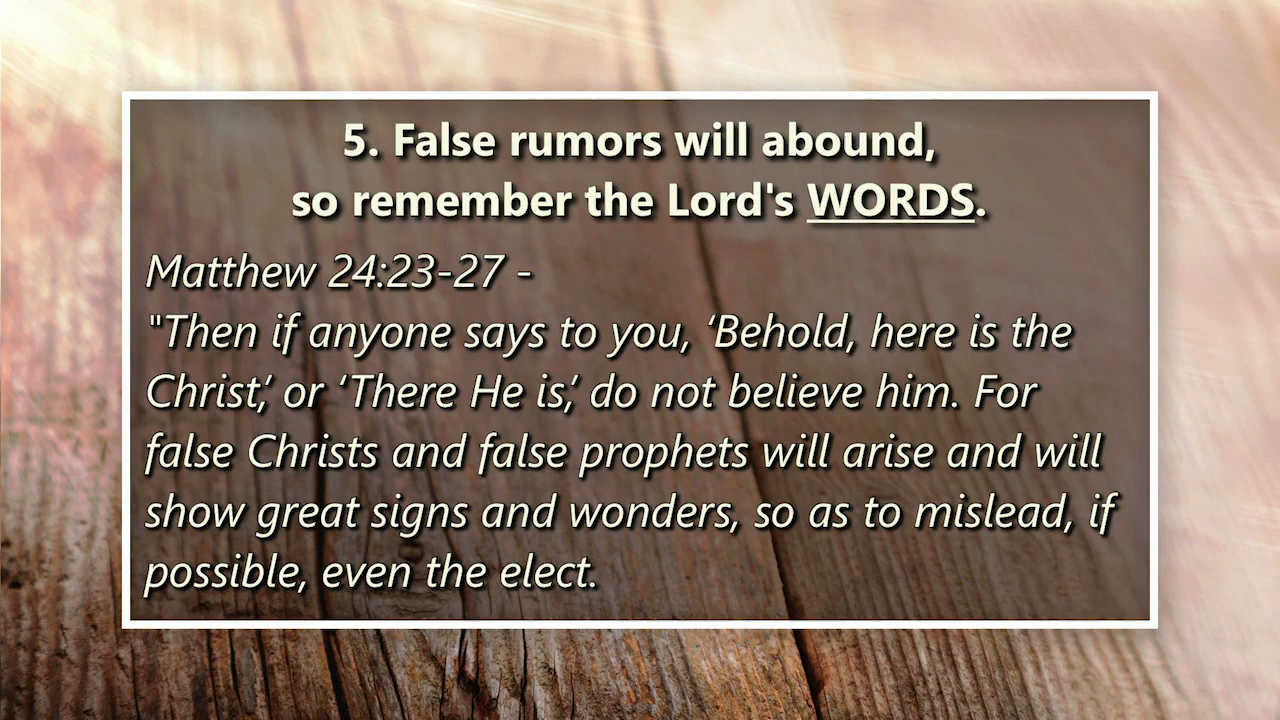 5. False rumors will abound,
so remember the Lord's WORDS.
Matthew 24:23-27 -
"Then if anyone says to you, ‘Behold, here is the
Christ,’ or ‘There He is,’ do not believe him. For
false Christs and false prophets will arise and will
show great signs and wonders, so as to mislead, if
possible, even the elect.